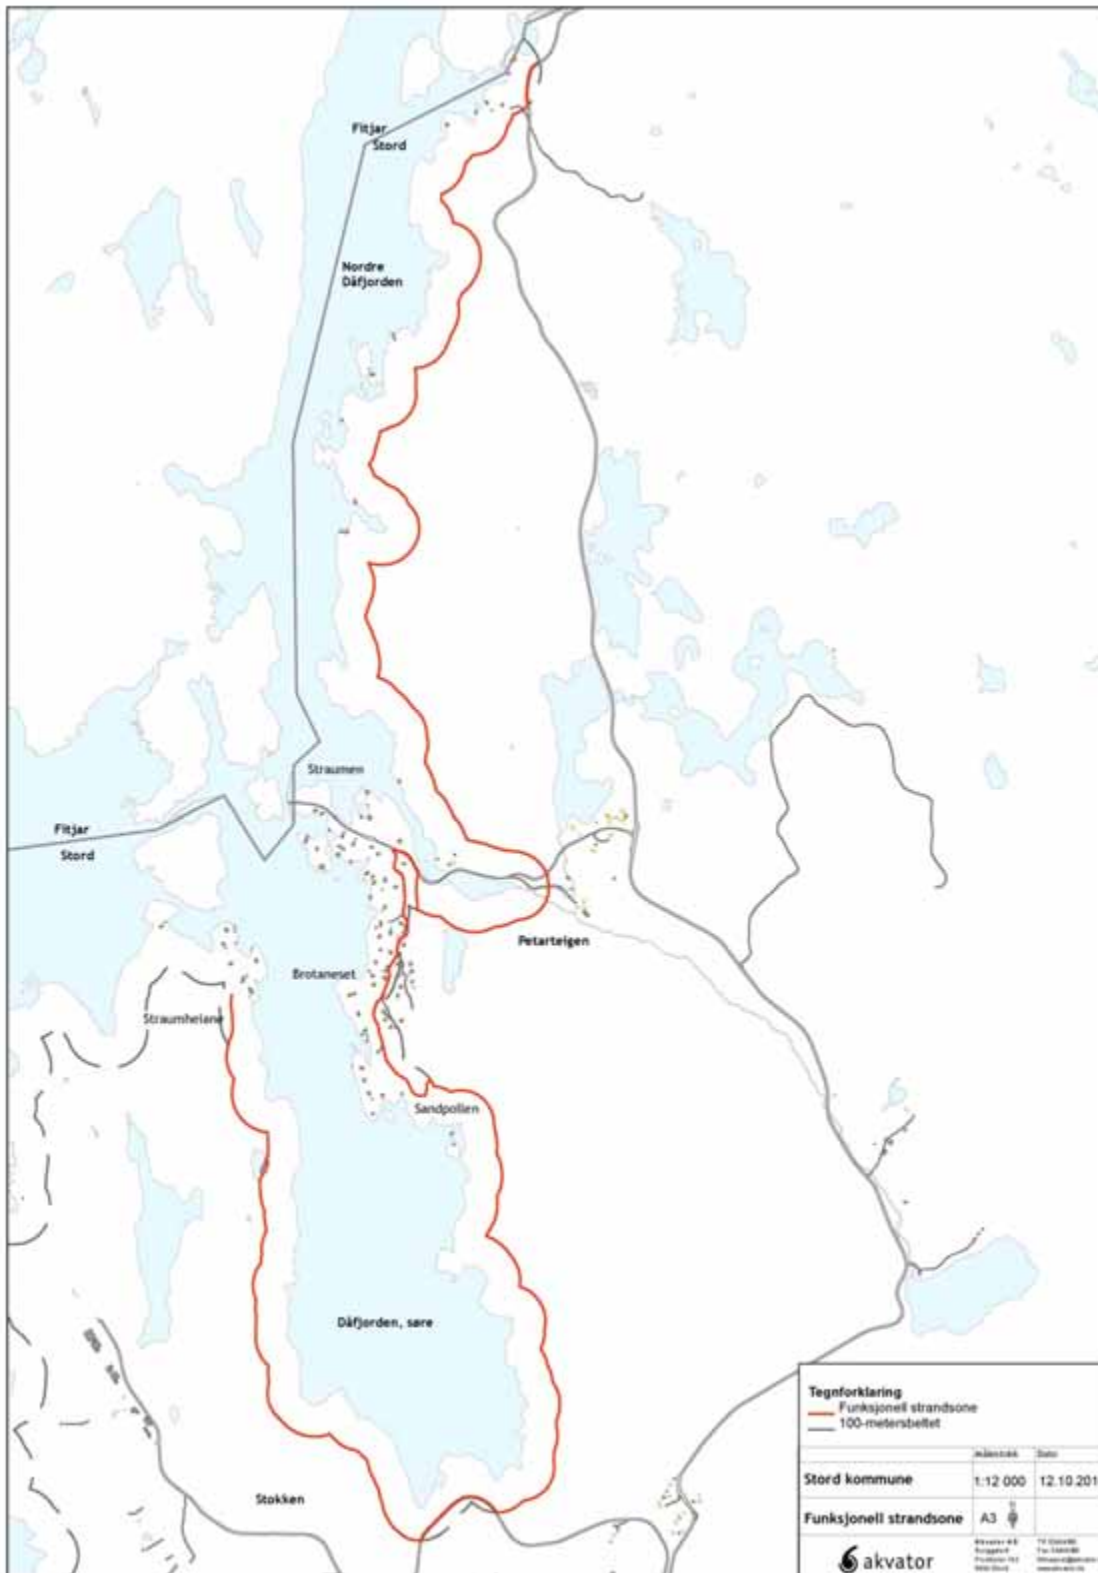 Fitjar
Stord
Nordre
Dåfjorden
Straumen
Fitjar
Stord
Petarteigen
Brotaneset
Straumheiane
Sandpollen
Dåfjorden, søre
Stokken
Tegnforklaring
Funksjonell strandsone
100-metersbeltet
Målestokk Dato
Stord kommune 1:12 000 12.10.201
Funksjonell strandsone A3
akvator